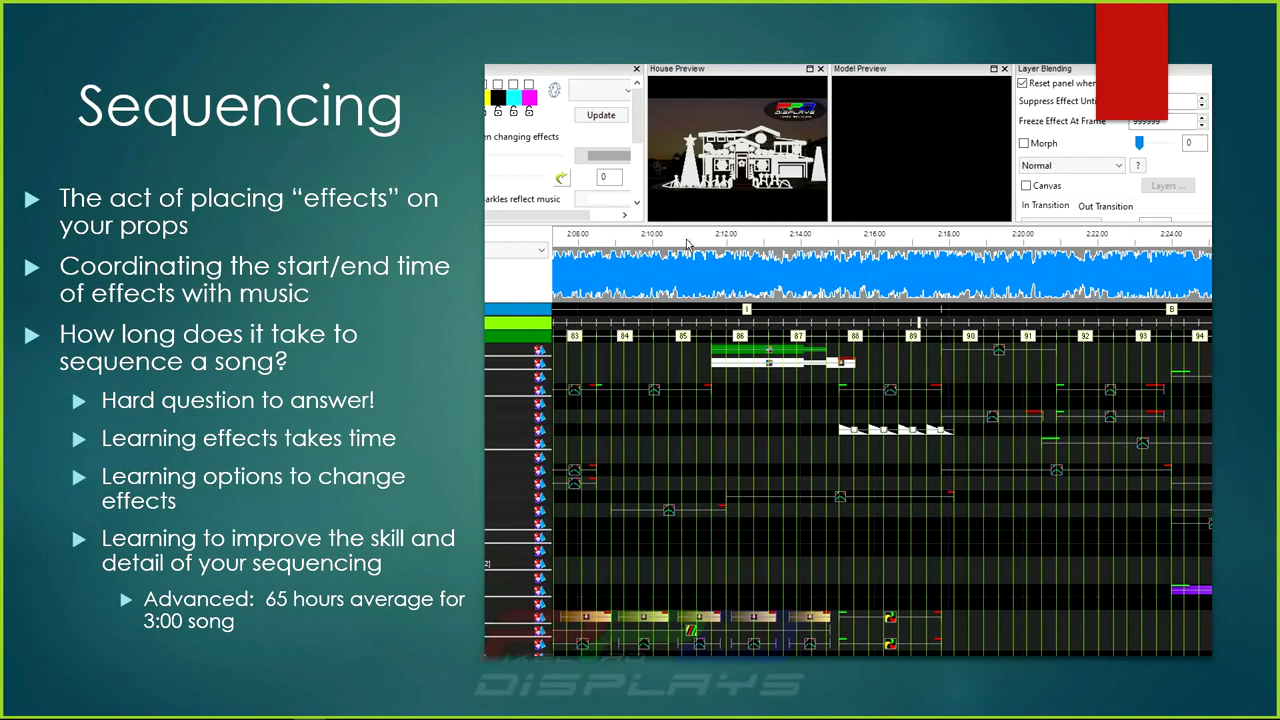 Sequencing
The act of placing “effects” on
your props
Coordinating the start/end time
of effects with music
How long does it take to
sequence a song?
Hard question to answer!
Learning effects takes time
Learning options to change
effects
Learning to improve the skill and
detail of your sequencing
Advanced: 65 hours average for
3:00 song
House Preview
Model Preview
Layer Blending
Update
en changing effects
0
arkles reflect music
DISPLAYS
Reset panel when
Suppress Effect Unti
Freeze Effect At Frame
999999
Morph
0
Normal
?
Canvas
Layers ...
In Transition
Out Transition
2:08.00 2:10.00 2:12.00 2:14.00 2:16.00 2:18.00 2:20.00 2:22.00 2:24.00
I
B
83 84 85 86 87 88 89 90 91 92 93 94
DISPLAYS